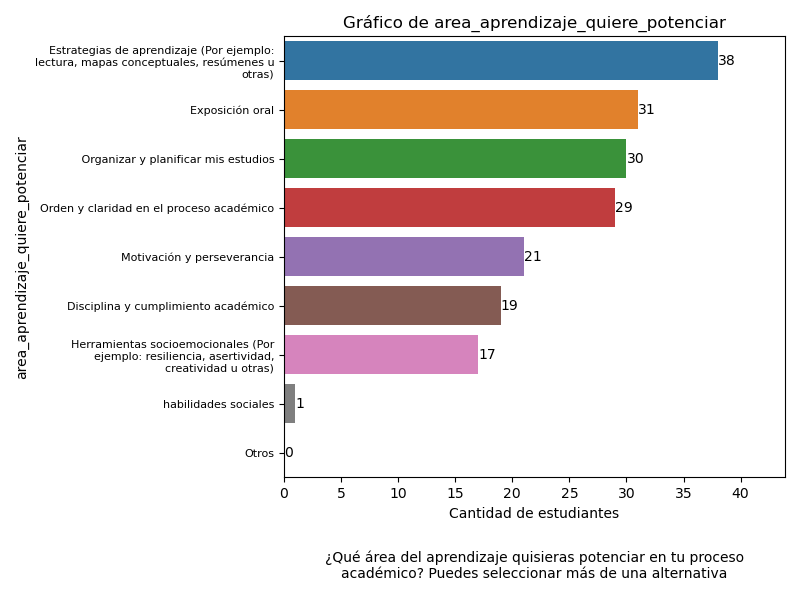 Gráfico de area_aprendizaje_quiere_potenciar
Estrategias de aprendizaje (Por ejemplo:
lectura, mapas conceptuales, resúmenes u
otras)
38
Exposición oral
31
Organizar y planificar mis estudios
30
Orden y claridad en el proceso académico
29
Motivación y perseverancia
21
Disciplina y cumplimiento académico
19
Herramientas socioemocionales (Por
ejemplo: resiliencia, asertividad,
creatividad u otras)
17
habilidades sociales
1
Otros
0
area_aprendizaje_quiere_potenciar
0 5 10 15 20 25 30 35 40
Cantidad de estudiantes
¿Qué área del aprendizaje quisieras potenciar en tu proceso
académico? Puedes seleccionar más de una alternativa